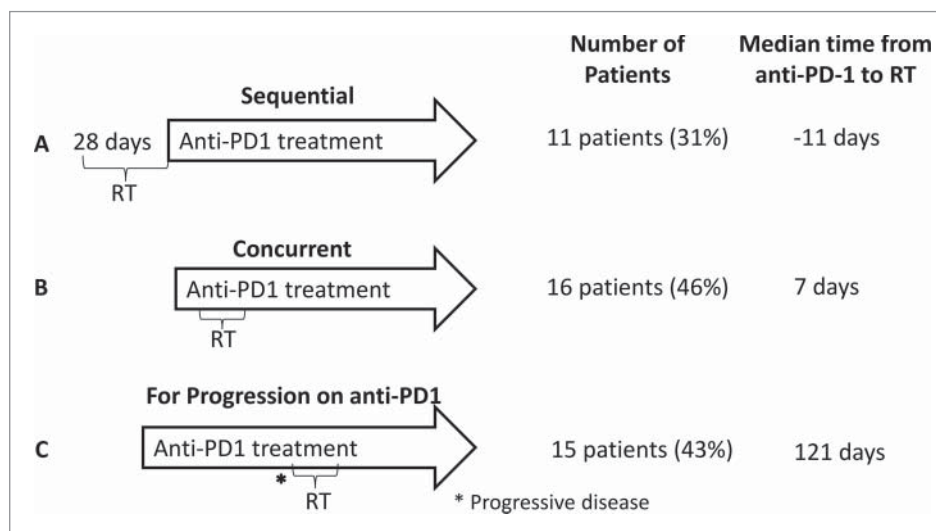 Number of Patients
Median time from anti-PD-1 to RT
Sequential
A
28 days
Anti-PD1 treatment
RT
11 patients (31%)
-11 days
Concurrent
B
Anti-PD1 treatment
RT
16 patients (46%)
7 days
For Progression on anti-PD1
C
Anti-PD1 treatment
*
RT
15 patients (43%)
121 days
* Progressive disease